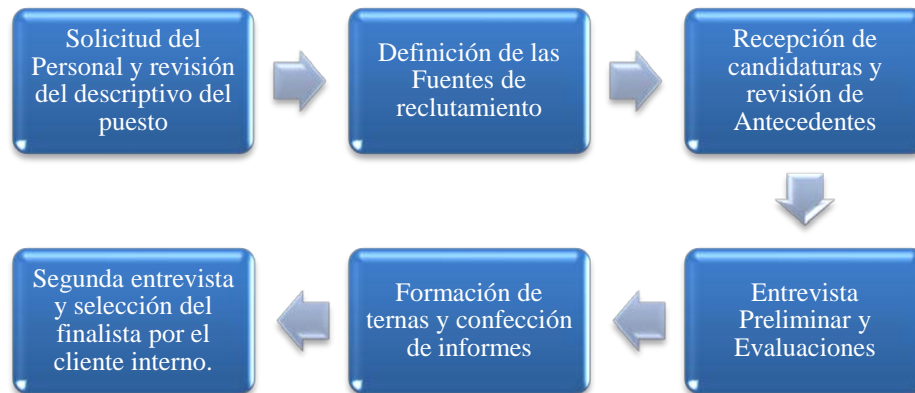 Solicitud del
Personal y revisión
del descriptivo del
puesto
Definición de las
Fuentes de
reclutamiento
Recepción de
candidaturas y
revisión de
Antecedentes
Entrevista
Preliminar y
Evaluaciones
Formación de
ternas y confección
de informes
Segunda entrevista
y selección del
finalista por el
cliente interno.